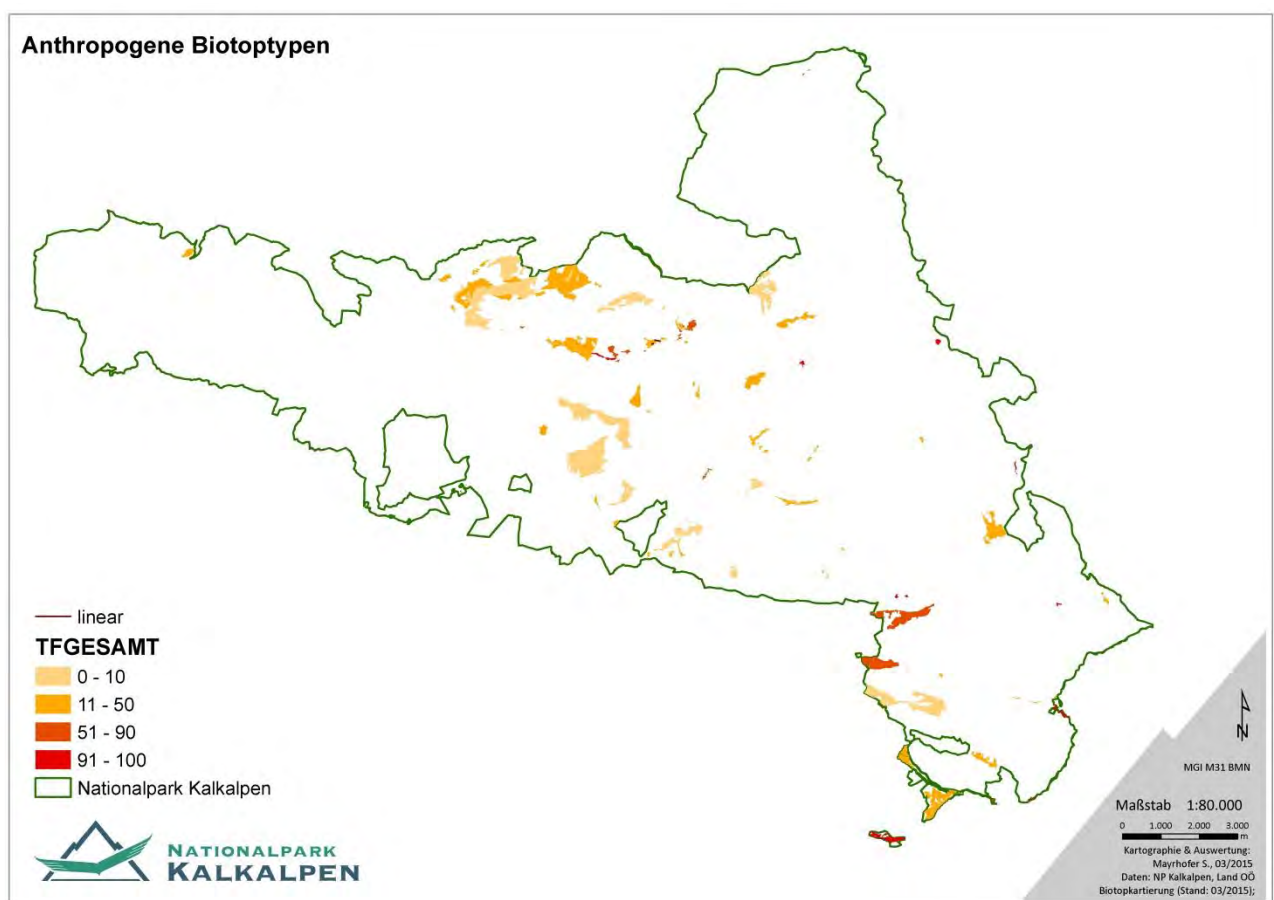 Anthropogene Biotoptypen
linear
TFGESAMT
0 - 10
11 - 50
51 - 90
91 - 100
Nationalpark Kalkalpen
NATIONALPARK
KALKALPEN
N
MGI M31 BMN
Maßstab 1:80.000
0 1.000 2.000 3.000
m
Kartographie & Auswertung:
Mayrhofer S., 03/2015
Daten: NP Kalkalpen, Land OÖ
Biotopkartierung (Stand: 03/2015);